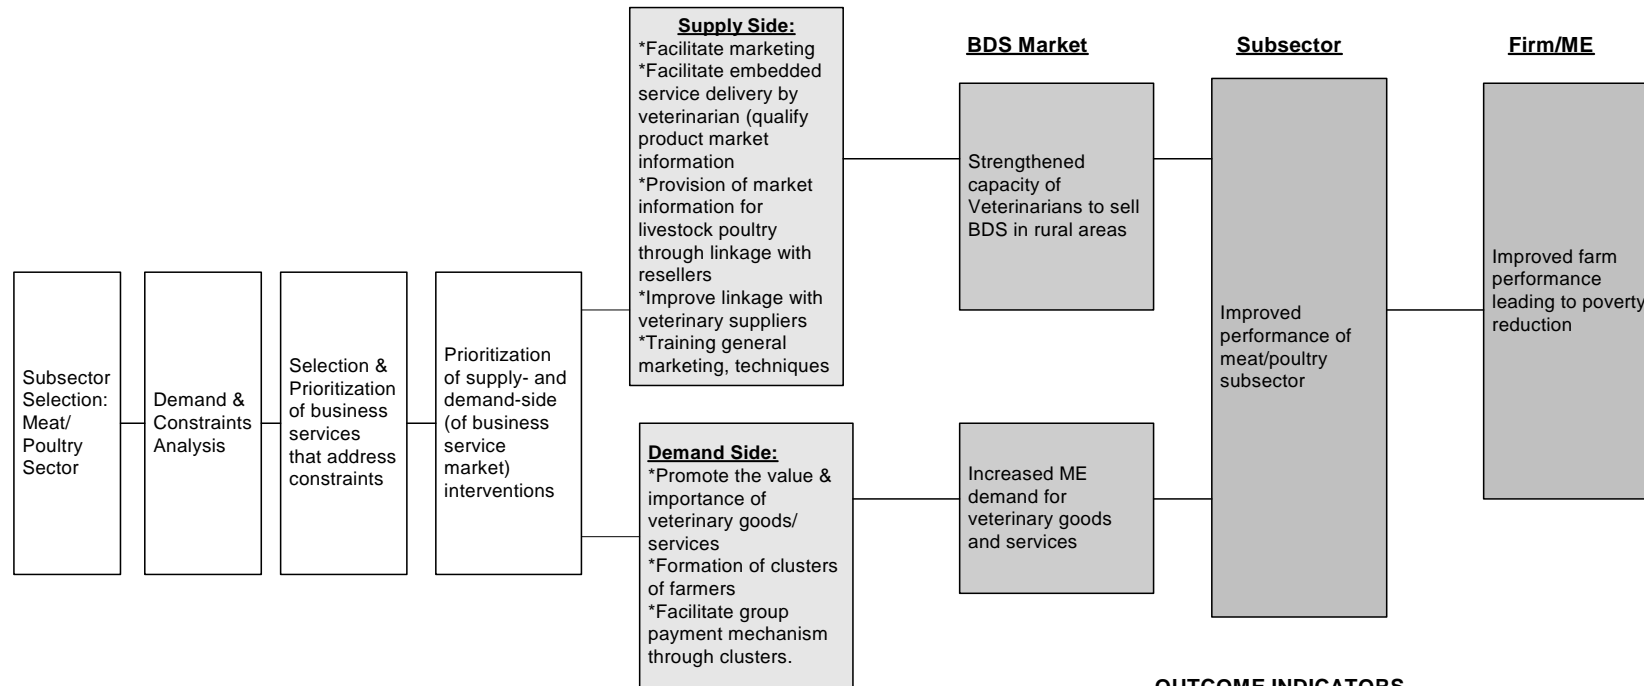 Subsector
Selection:
Meat/
Poultry
Sector
Demand &
Constraints
Analysis
Selection &
Prioritization
of business
services
that address
constraints
Prioritization
of supply- and
demand-side
(of business
service
market)
interventions
Supply Side:
*Facilitate marketing
*Facilitate embedded
service delivery by
veterinarian (qualify
product market
information
*Provision of market
information for
livestock poultry
through linkage with
resellers
*Improve linkage with
veterinary suppliers
*Training general
marketing, techniques
Demand Side:
*Promote the value &
importance of
veterinary goods/
services
*Formation of clusters
of farmers
*Facilitate group
payment mechanism
through clusters.
BDS Market
Strengthened
capacity of
Veterinarians to sell
BDS in rural areas
Increased ME
demand for
veterinary goods
and services
Subsector
Improved
performance of
meat/poultry
subsector
Firm/ME
Improved farm
performance
leading to poverty
reduction
OUTCOME INDICATORS